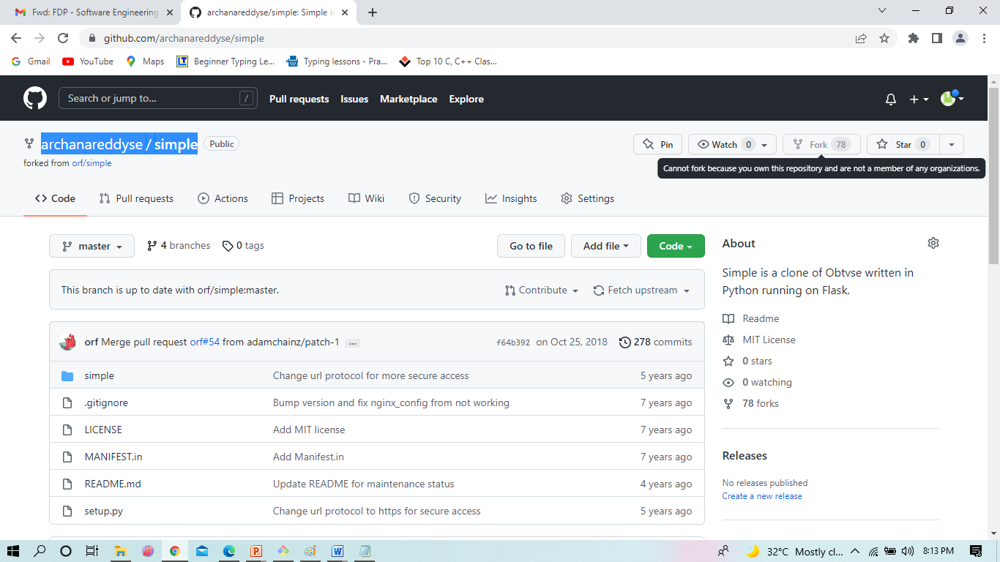 Fwd: FDP - Software Engineering
archanareddyse/simple: Simple is
github.com/archanareddyse/simple
Gmail YouTube Maps Beginner Typing Le... Typing lessons - Pra... Top 10 C, C++ Clas...
Search or jump to... / Pull requests Issues Marketplace Explore
archanareddyse / simple Public Pin Watch 0 Fork 78 Star 0
forked from orf/simple
Cannot fork because you own this repository and are not a member of any organizations.
Code Pull requests Actions Projects Wiki Security Insights Settings
master 4 branches 0 tags Go to file Add file Code
This branch is up to date with orf/simple:master. Contribute Fetch upstream
orf Merge pull request orf#54 from adamchainz/patch-1 ... f64b392 on Oct 25, 2018 278 commits
simple Change url protocol for more secure access 5 years ago
.gitignore Bump version and fix nginx_config from not working 7 years ago
LICENSE Add MIT license 7 years ago
MANIFEST.in Add Manifest.in 7 years ago
README.md Update README for maintenance status 4 years ago
setup.py Change url protocol to https for secure access 5 years ago
About
Simple is a clone of Obtvse written in
Python running on Flask.
Readme
MIT License
0 stars
0 watching
78 forks
Releases
No releases published
Create a new release
32°C Mostly cl... 8:13 PM